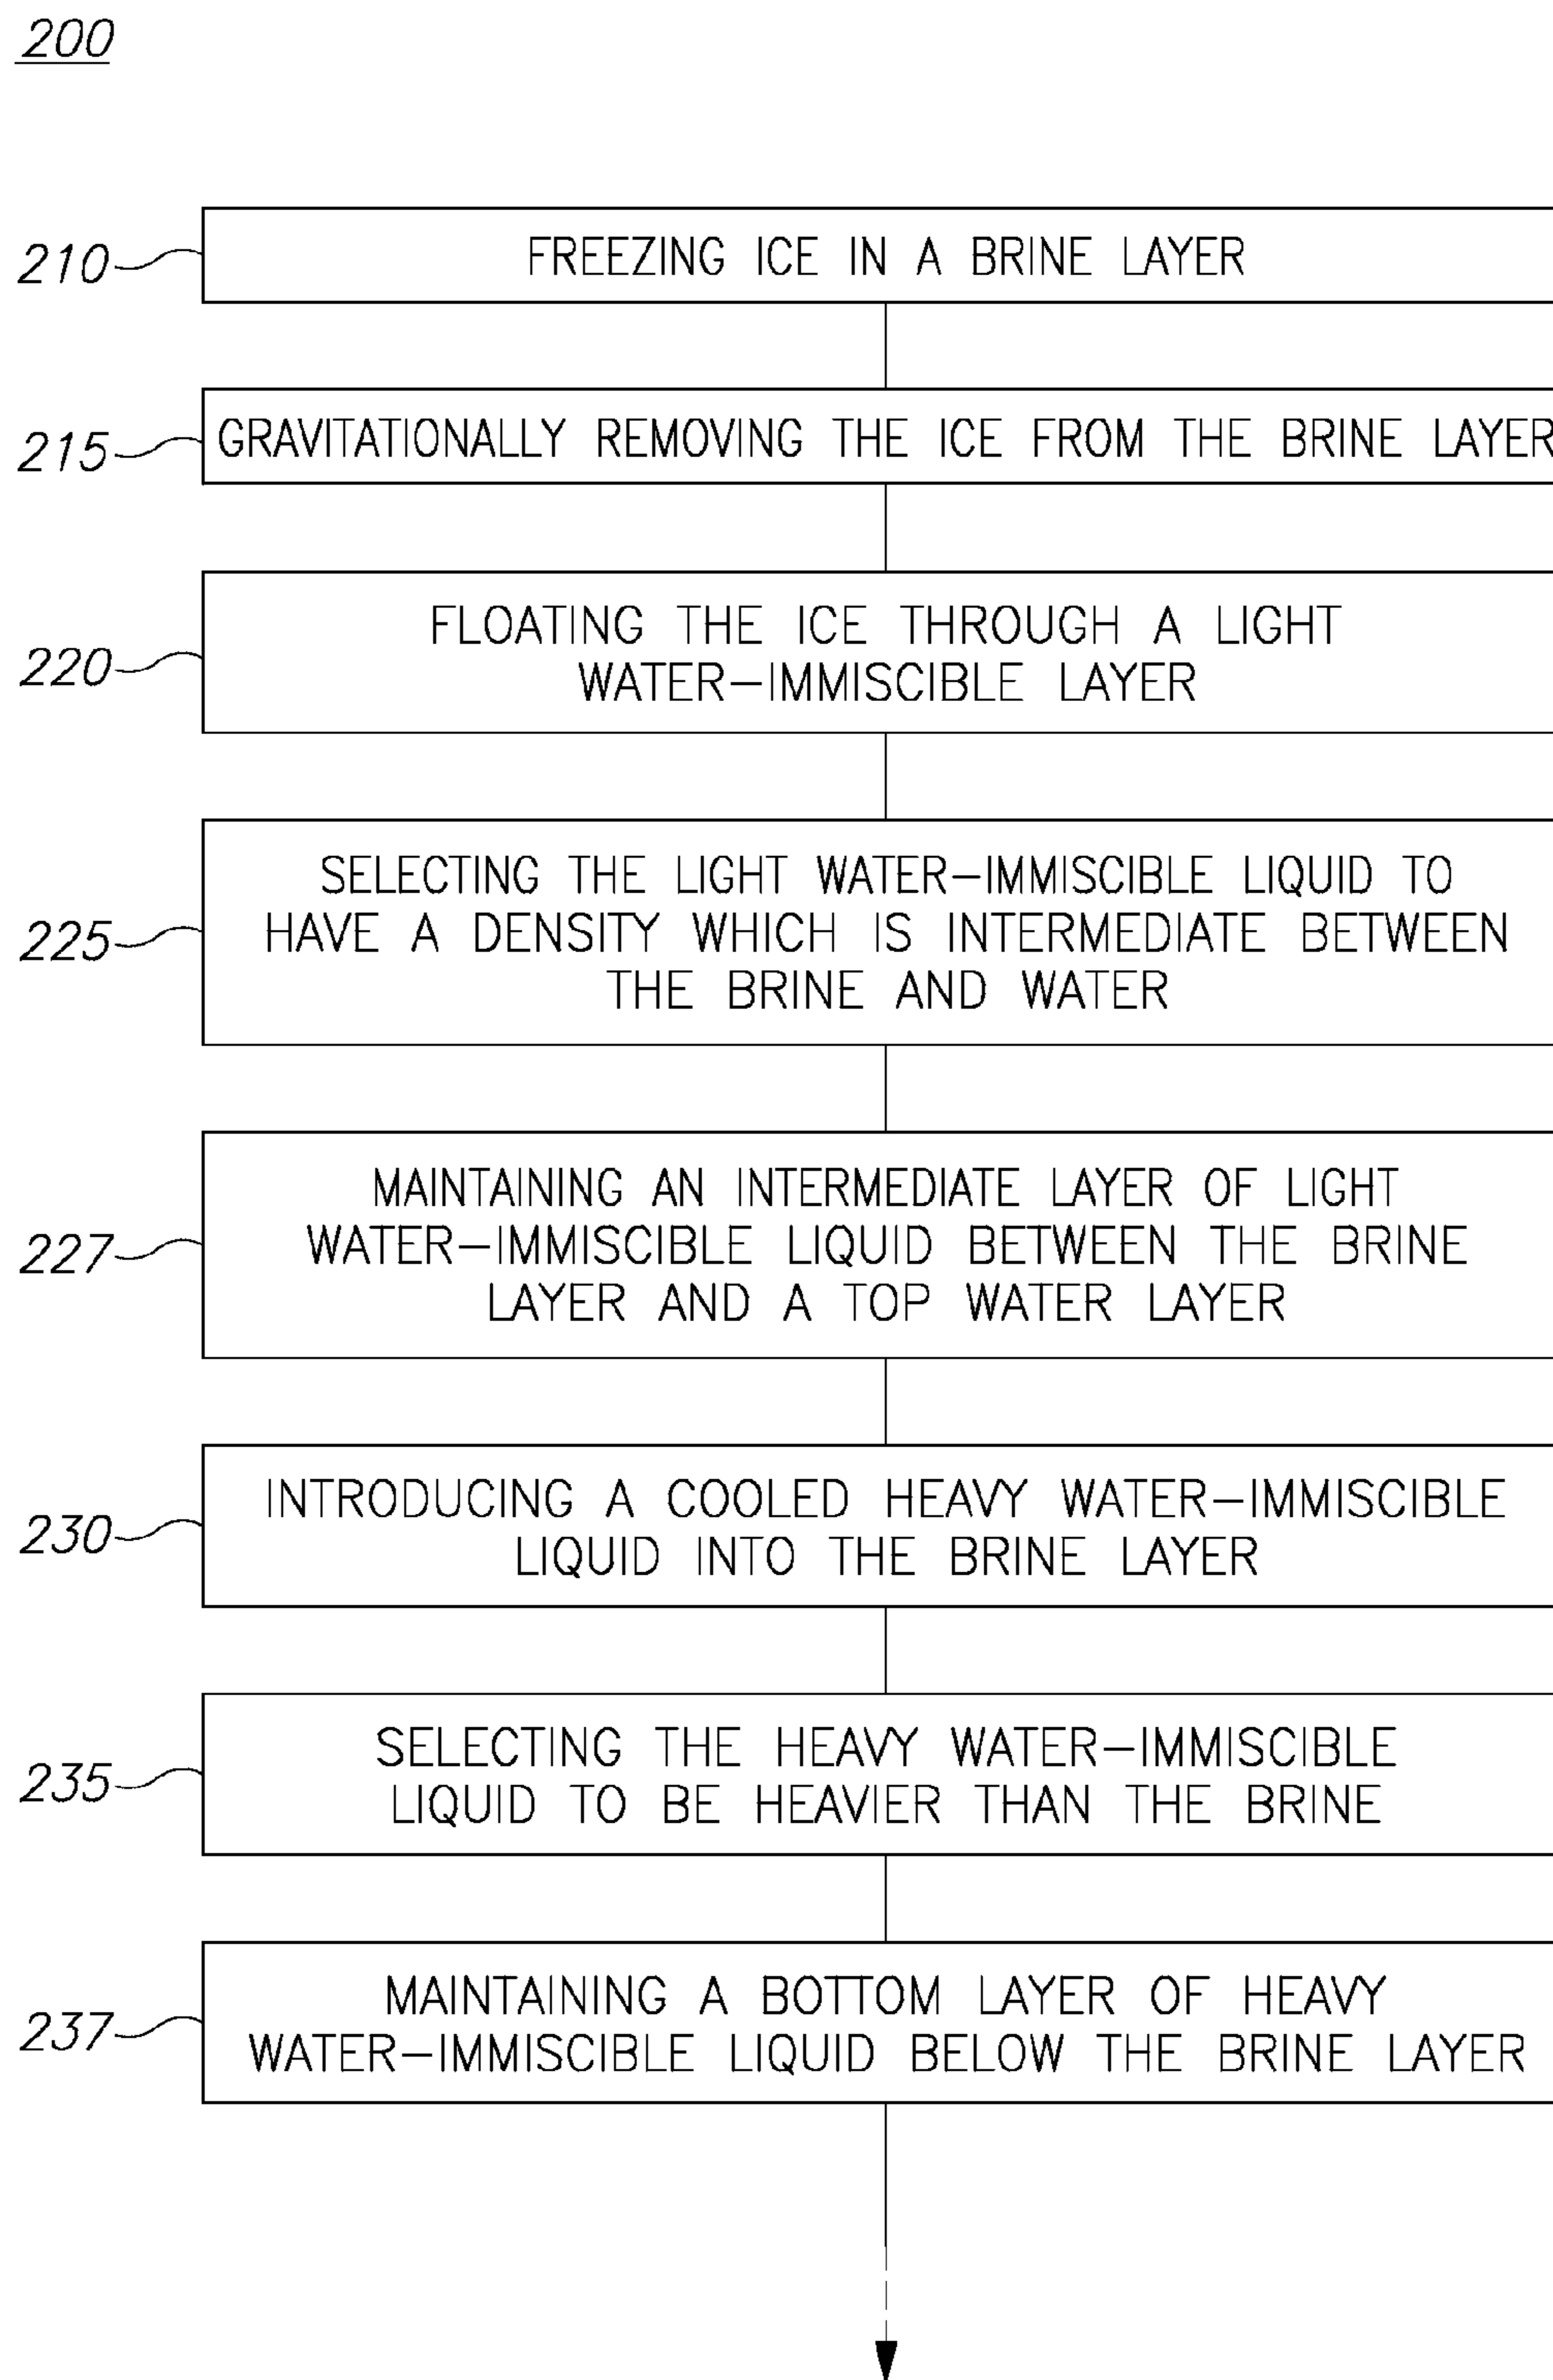 200
210
FREEZING ICE IN A BRINE LAYER
215
GRAVITATIONALLY REMOVING THE ICE FROM THE BRINE LAYER
220
FLOATING THE ICE THROUGH A LIGHT
WATER-IMMISCIBLE LAYER
225
SELECTING THE LIGHT WATER-IMMISCIBLE LIQUID TO
HAVE A DENSITY WHICH IS INTERMEDIATE BETWEEN
THE BRINE AND WATER
227
MAINTAINING AN INTERMEDIATE LAYER OF LIGHT
WATER-IMMISCIBLE LIQUID BETWEEN THE BRINE
LAYER AND A TOP WATER LAYER
230
INTRODUCING A COOLED HEAVY WATER-IMMISCIBLE
LIQUID INTO THE BRINE LAYER
235
SELECTING THE HEAVY WATER-IMMISCIBLE
LIQUID TO BE HEAVIER THAN THE BRINE
237
MAINTAINING A BOTTOM LAYER OF HEAVY
WATER-IMMISCIBLE LIQUID BELOW THE BRINE LAYER